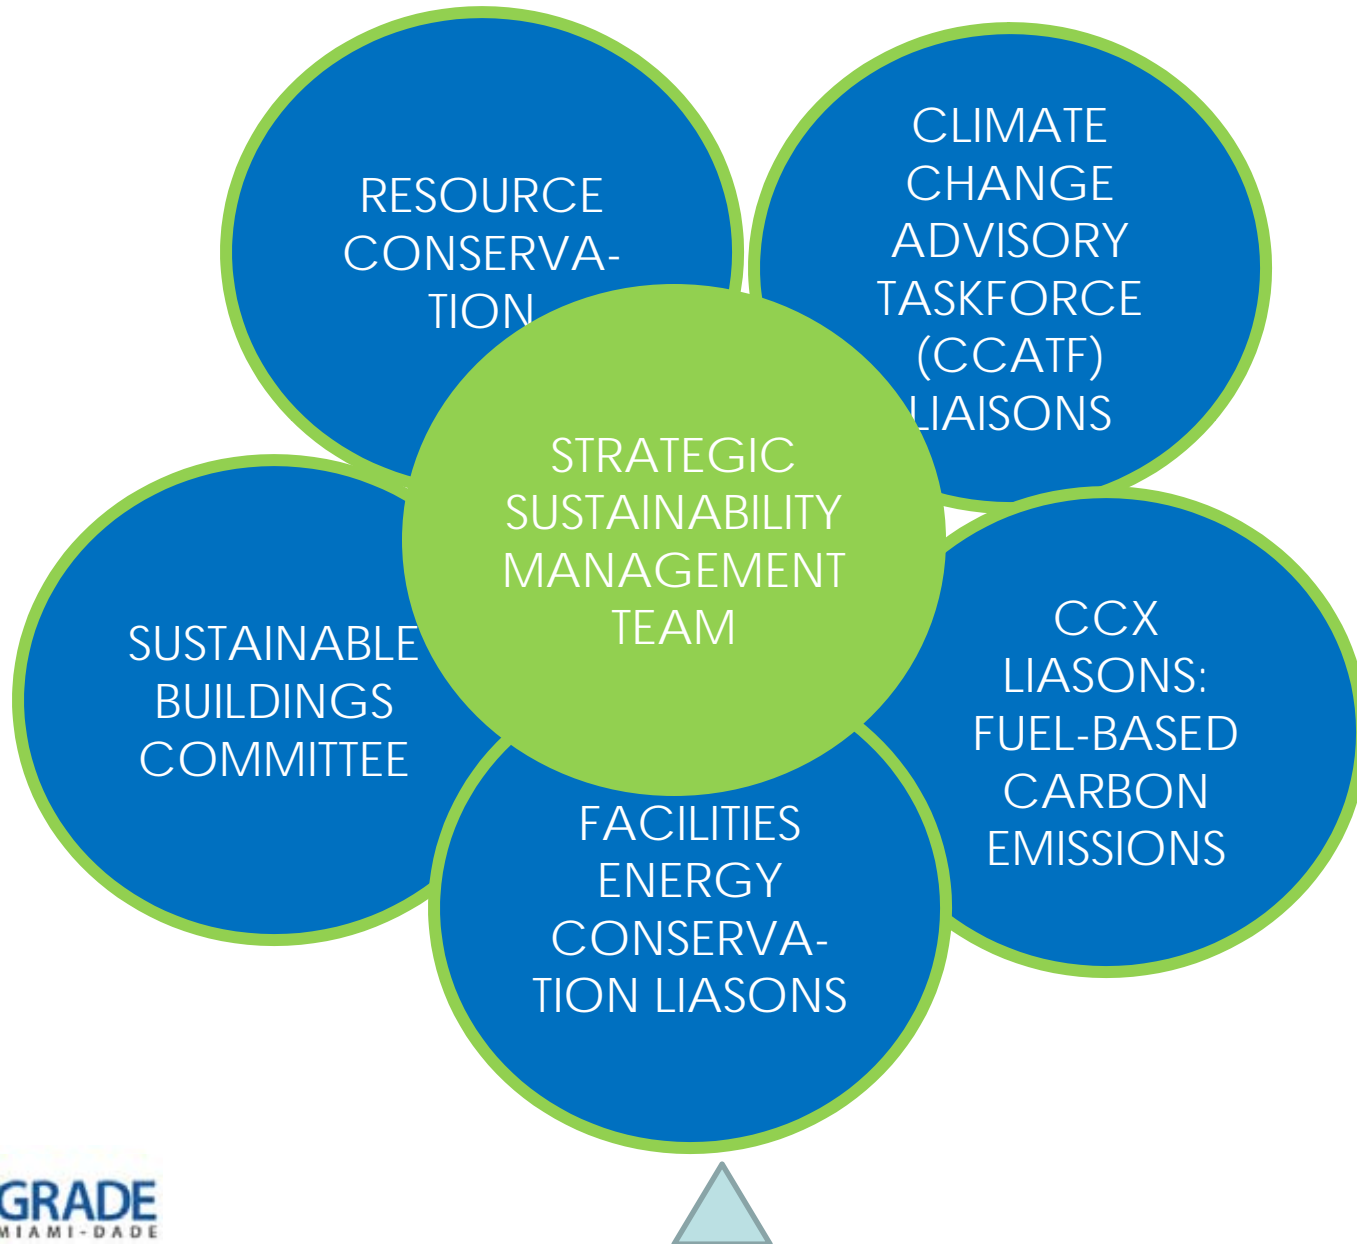 RESOURCE
CONSERVA-
TION
CLIMATE
CHANGE
ADVISORY
TASKFORCE
(CCATF)
LIAISONS
STRATEGIC
SUSTAINABILITY
MANAGEMENT
TEAM
SUSTAINABLE
BUILDINGS
COMMITTEE
CCX
LIASONS:
FUEL-BASED
CARBON
EMISSIONS
FACILITIES
ENERGY
CONSERVA-
TION LIASONS
GRADE
MIAMI-DADE